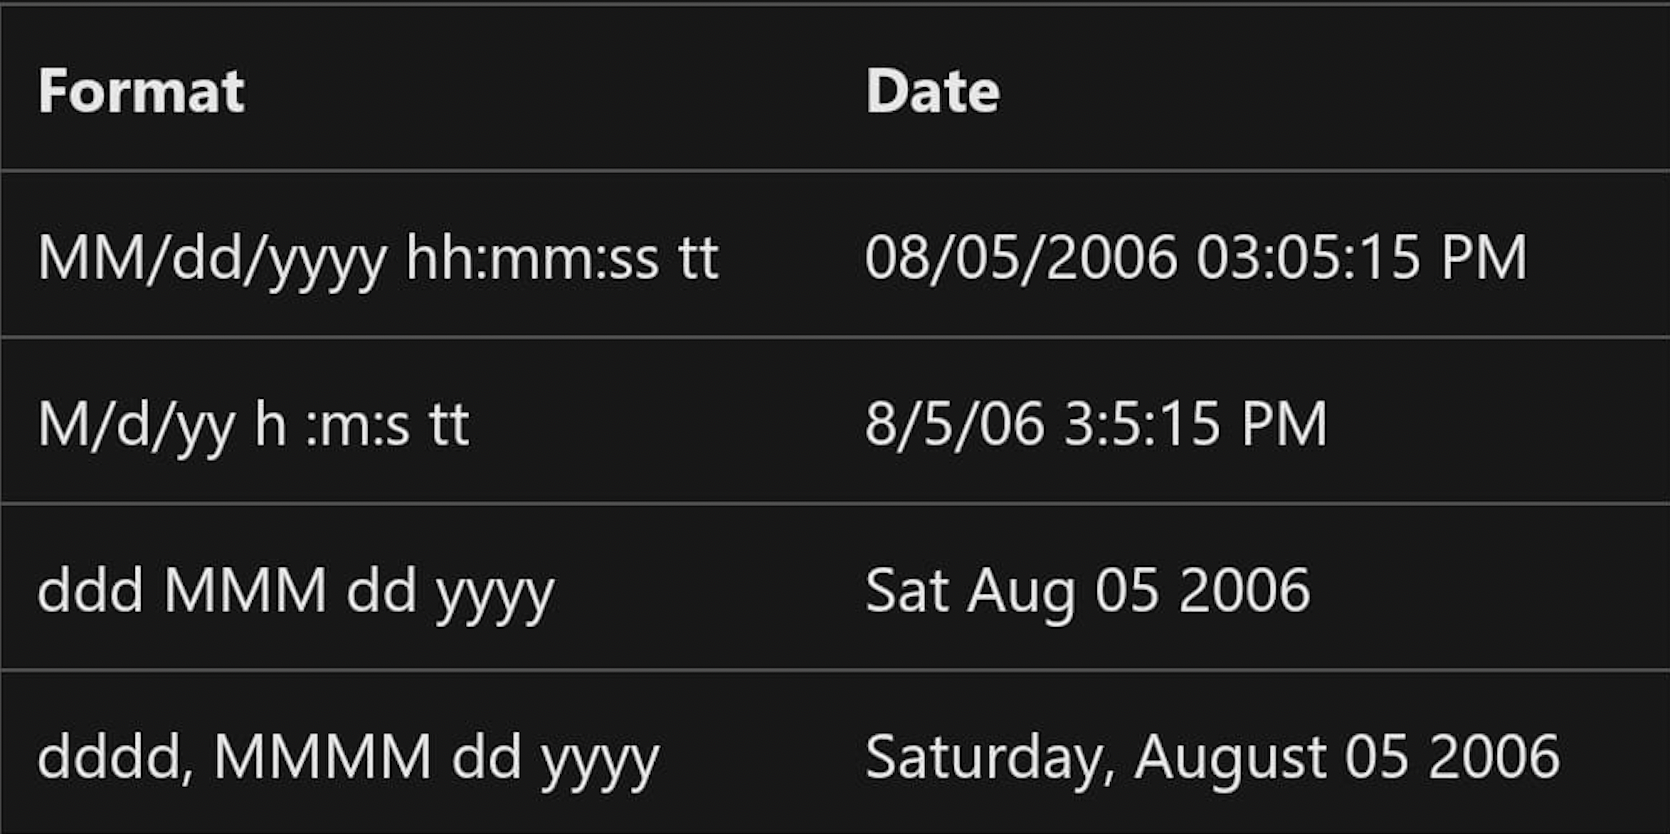 Format Date
MM/dd/yyyy hh:mm:ss tt 08/05/2006 03:05:15 PM
M/d/yy h :m:s tt 8/5/06 3:5:15 PM
ddd MMM dd yyyy Sat Aug 05 2006
dddd, MMMM dd yyyy Saturday, August 05 2006